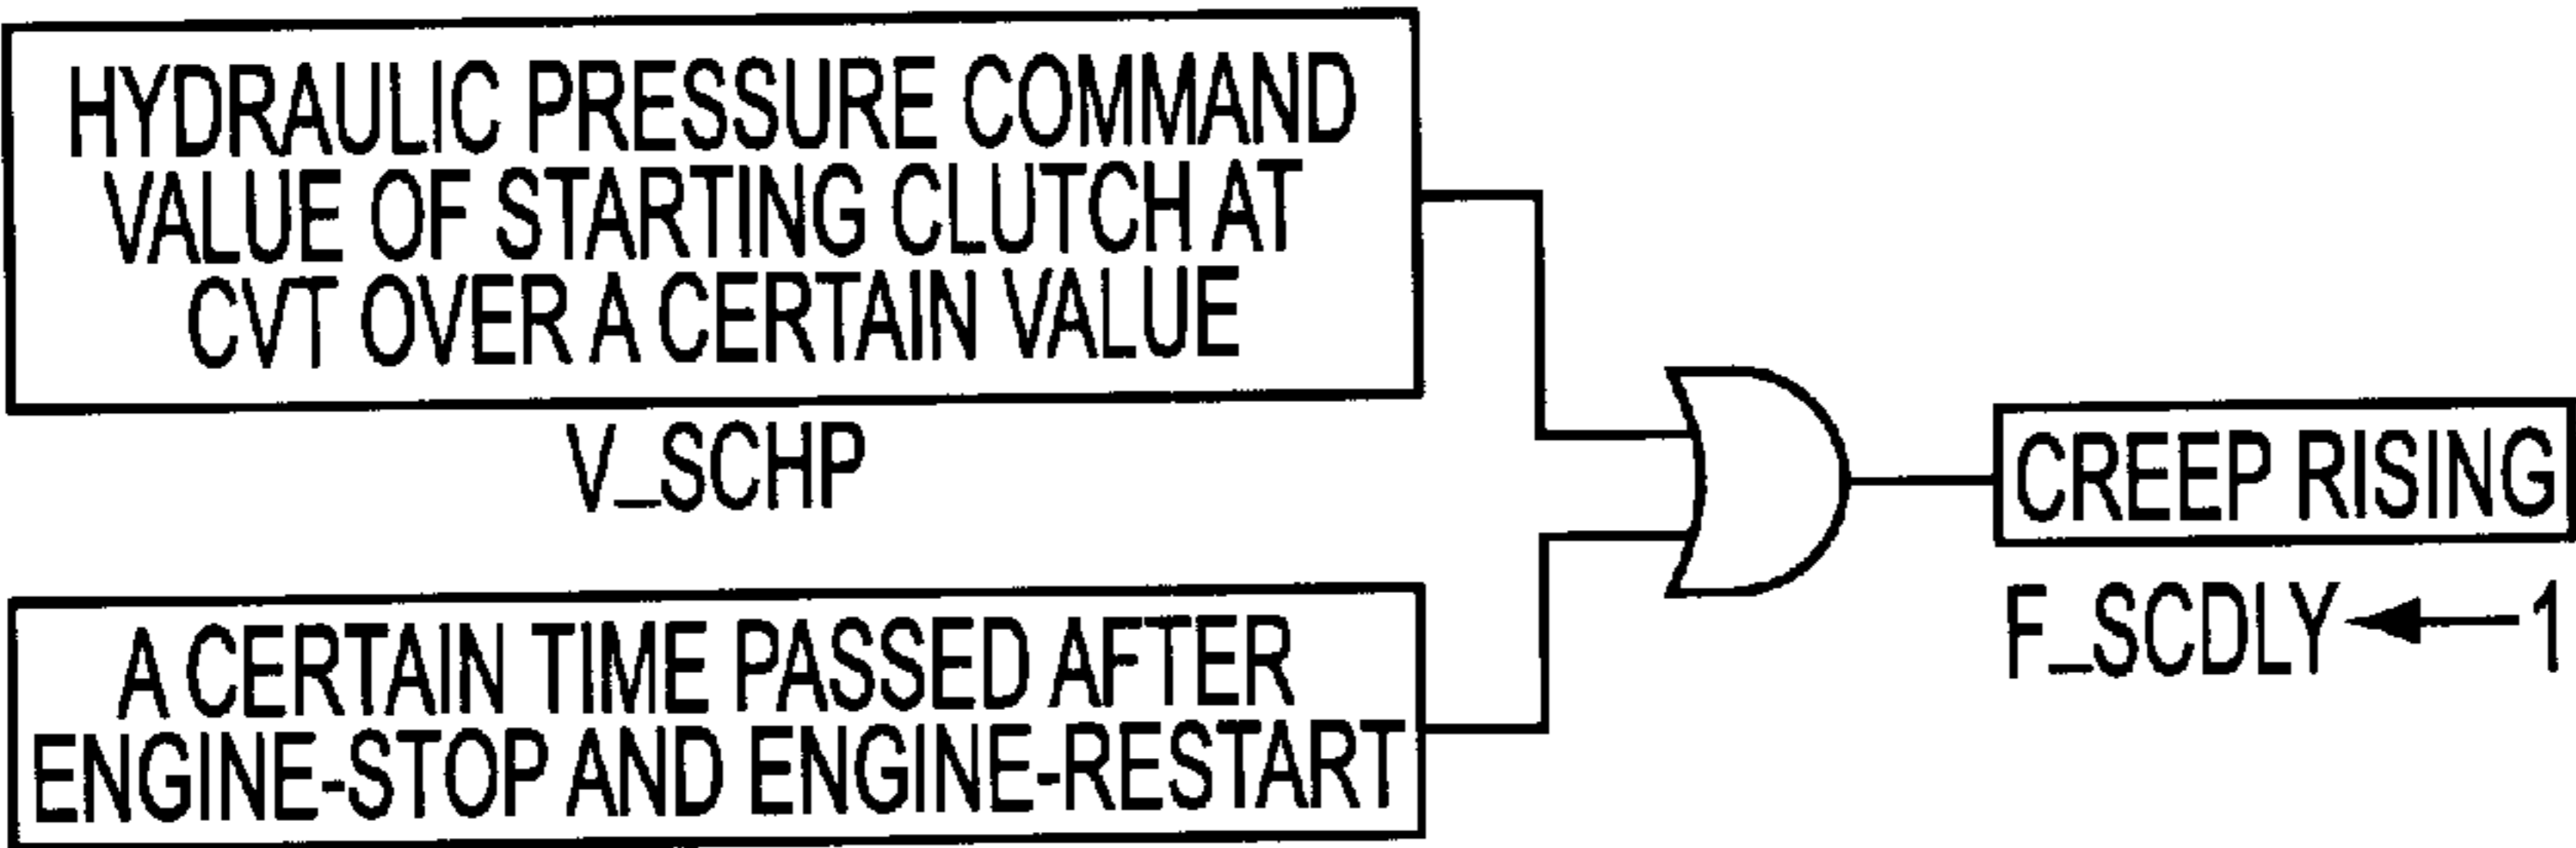 HYDRAULIC PRESSURE COMMAND
VALUE OF STARTING CLUTCH AT
CVT OVER A CERTAIN VALUE
V_SCHP
A CERTAIN TIME PASSED AFTER
ENGINE-STOP AND ENGINE-RESTART
CREEP RISING
F_SCDLY ← 1